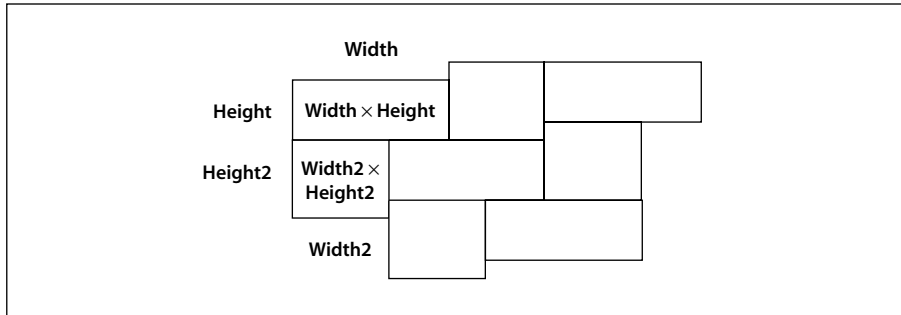 Width
Height
Width × Height
Height2
Width2 ×
Height2
Width2